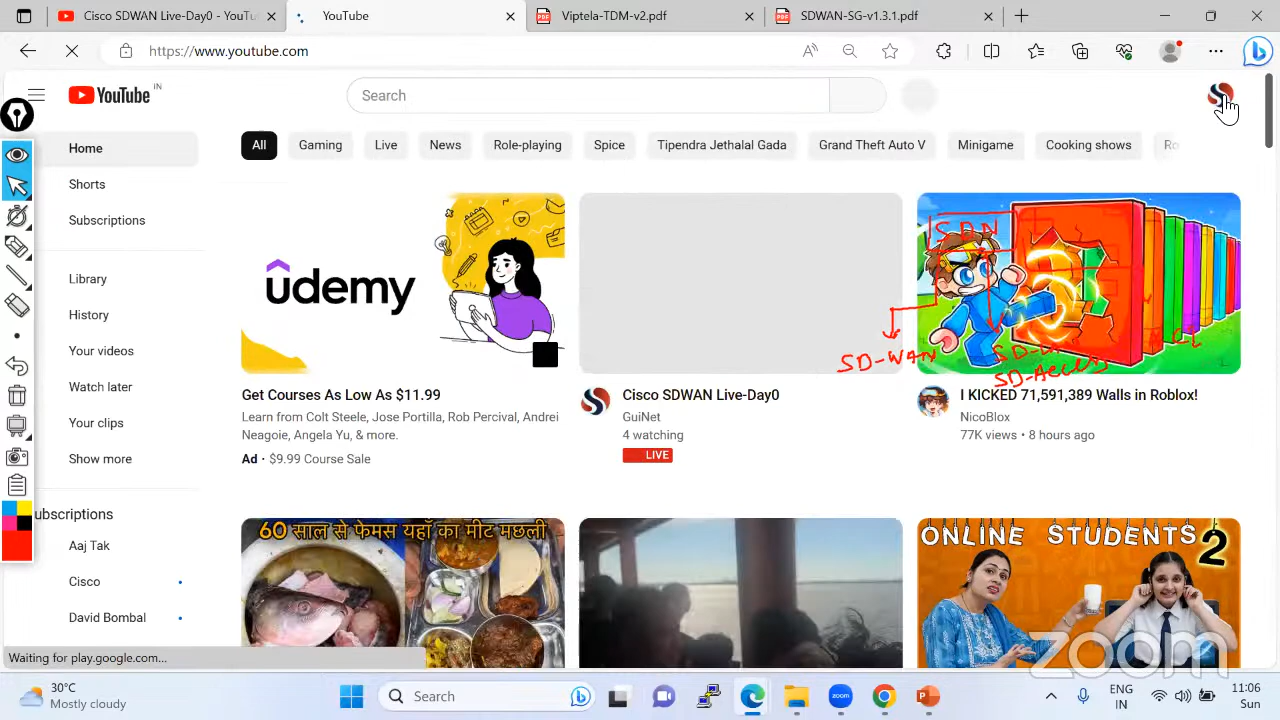 Cisco SDWAN Live-Day0 - YouTu
YouTube
Viptela-TDM-v2.pdf
SDWAN-SG-v1.3.1.pdf
https://www.youtube.com
YouTube IN
Search
All
Gaming
Live
News
Role-playing
Spice
Tipendra Jethalal Gada
Grand Theft Auto V
Minigame
Cooking shows
Ro
Home
Shorts
Subscriptions
Library
History
Your videos
Watch later
Your clips
Show more
ubscriptions
Aaj Tak
Cisco
David Bombal
udemy
Get Courses As Low As $11.99
Learn from Colt Steele, Jose Portilla, Rob Percival, Andrei
Neagoie, Angela Yu, & more.
Ad · $9.99 Course Sale
Cisco SDWAN Live-Day0
GuiNet
4 watching
LIVE
SDN
SD-WAN
SD-Access
I KICKED 71,591,389 Walls in Roblox!
NicoBlox
77K views • 8 hours ago
60 साल से फेमस यहाँ का मीट मछली
ONLINE STUDENTS 2
zoom
Waiting for play.google.com...
30°C
Mostly cloudy
Search
zoom
ENG
IN
11:06
Sun